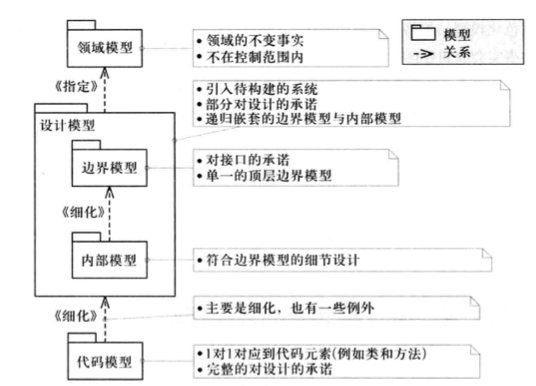 领域模型
• 领域的不变事实
• 不在控制范围内
模型
关系
《指定》
• 引入待构建的系统
• 部分对设计的承诺
• 递归嵌套的边界模型与内部模型
设计模型
边界模型
• 对接口的承诺
• 单一的顶层边界模型
《细化》
内部模型
• 符合边界模型的细节设计
《细化》
• 主要是细化，也有一些例外
代码模型
• 1对1对应到代码元素(例如类和方法)
• 完整的对设计的承诺